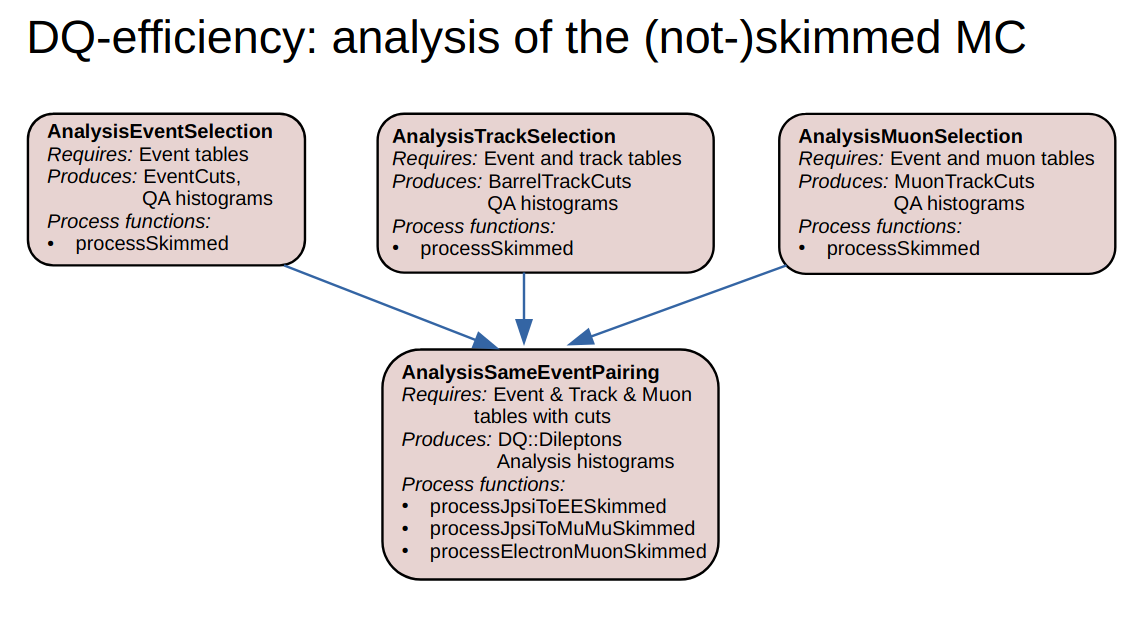 DQ-efficiency: analysis of the (not-)skimmed MC
AnalysisEventSelection
Requires: Event tables
Produces: EventCuts,
QA histograms
Process functions:
• processSkimmed
AnalysisTrackSelection
Requires: Event and track tables
Produces: BarrelTrackCuts
QA histograms
Process functions:
• processSkimmed
AnalysisMuonSelection
Requires: Event and muon tables
Produces: MuonTrackCuts
QA histograms
Process functions:
• processSkimmed
AnalysisSameEventPairing
Requires: Event & Track & Muon
tables with cuts
Produces: DQ::Dileptons
Analysis histograms
Process functions:
• processJpsiToEESkimmed
• processJpsiToMuMuSkimmed
• processElectronMuonSkimmed